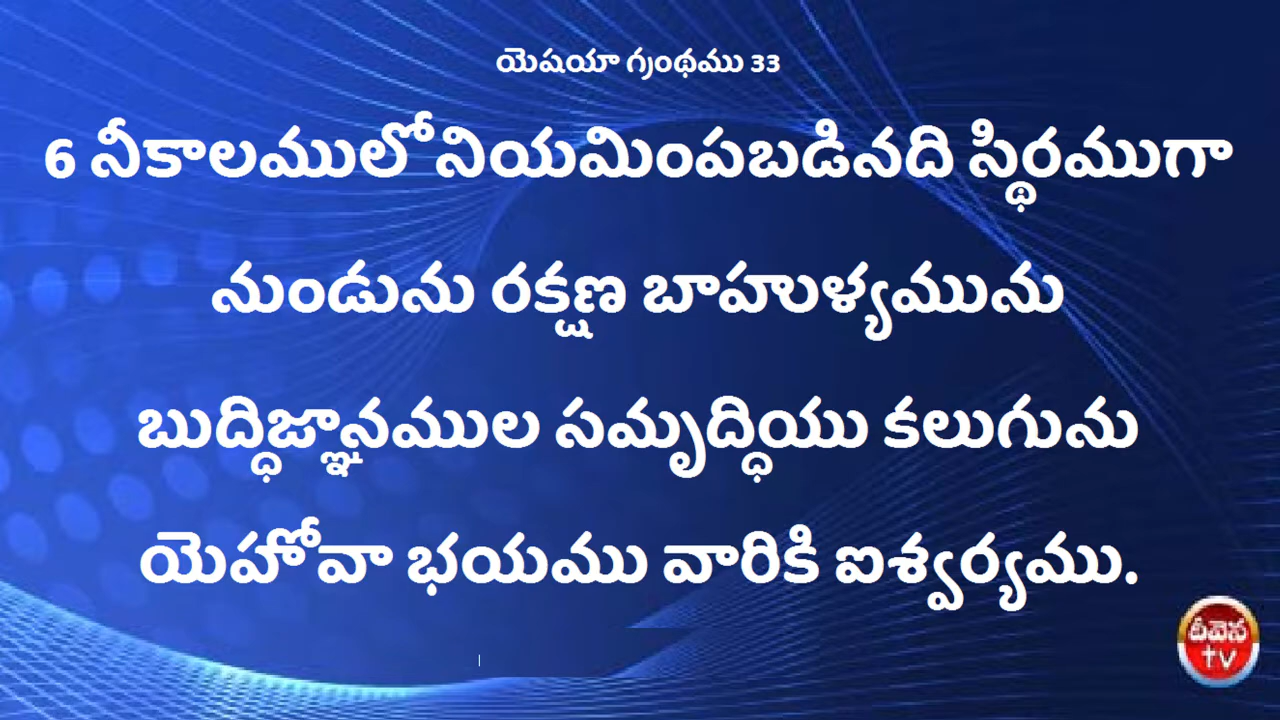 యెషయా గ్రంథము 33
6 నీకాలములోనియమింపబడినది స్థిరముగా
నుండును రక్షణ బాహుళ్యమును
బుద్ధిజ్ఞానముల సమృద్ధియు కలుగును
యెహోవా భయము వారికి ఐశ్వర్యము.
దీవెన
tv